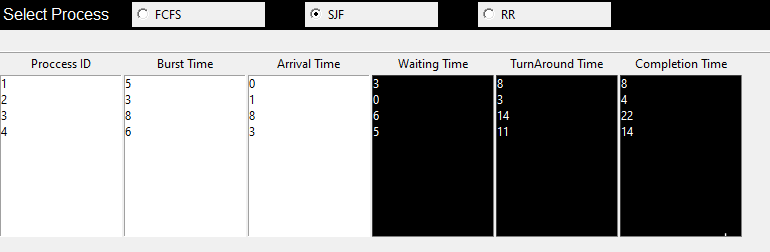 Select Process FCFS SJF RR
Proccess ID Burst Time Arrival Time Waiting Time TurnAround Time Completion Time
1 5 0 3 8 8
2 3 1 0 3 4
3 8 8 6 14 22
4 6 3 5 11 14